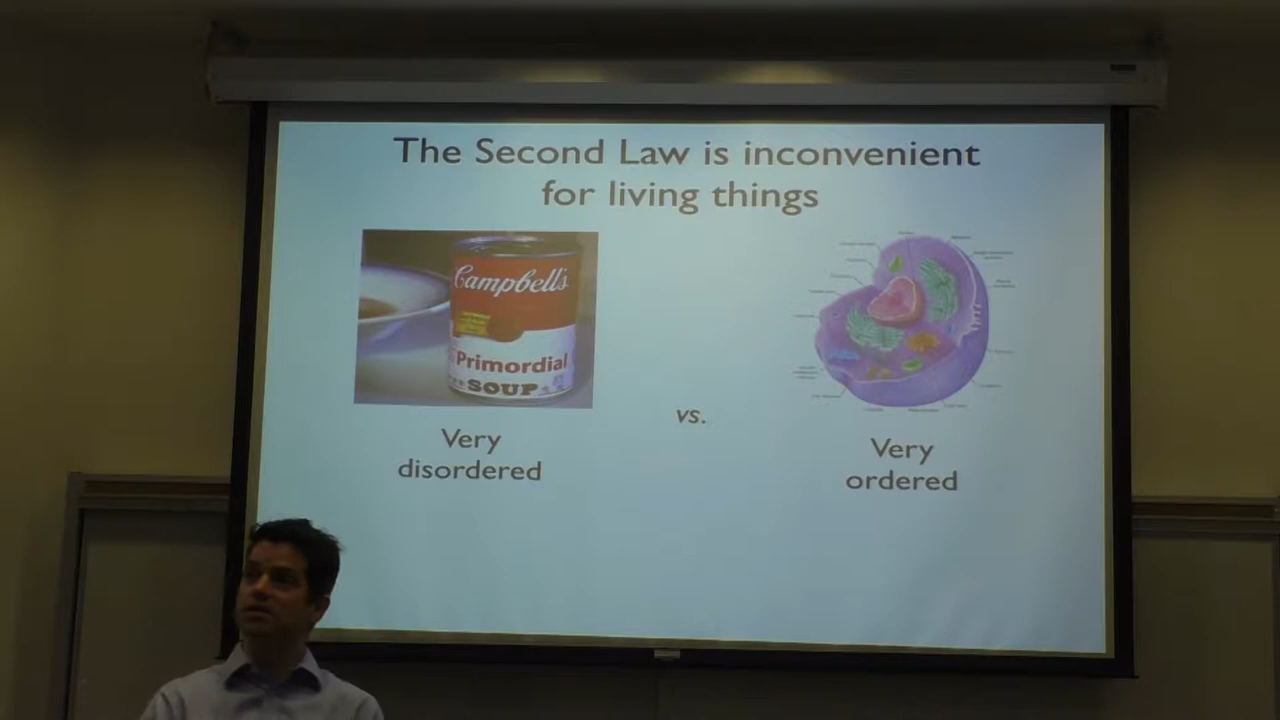 The Second Law is inconvenient
for living things
Campbell's
Primordial
SOUP
vs.
Very
disordered
Very
ordered